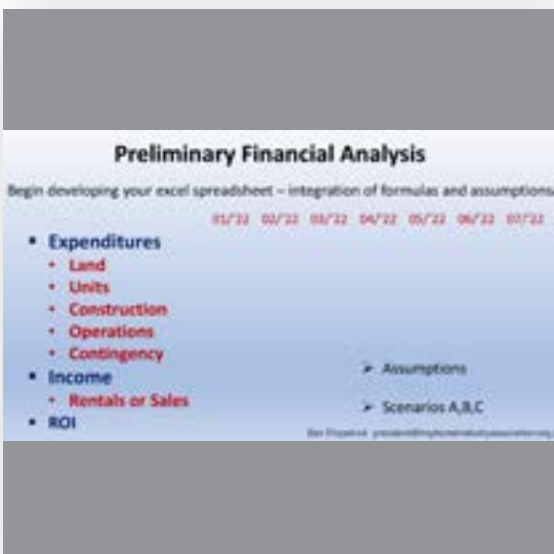 Preliminary Financial Analysis
Begin developing your excel spreadsheet – integration of formulas and assumptions
01/'22 02/'22 03/'22 04/'22 05/'22 06/'22 07/'22
▪ Expenditures
• Land
• Units
• Construction
• Operations
• Contingency
▪ Income
• Rentals or Sales
▪ ROI
➢ Assumptions
➢ Scenarios A,B,C